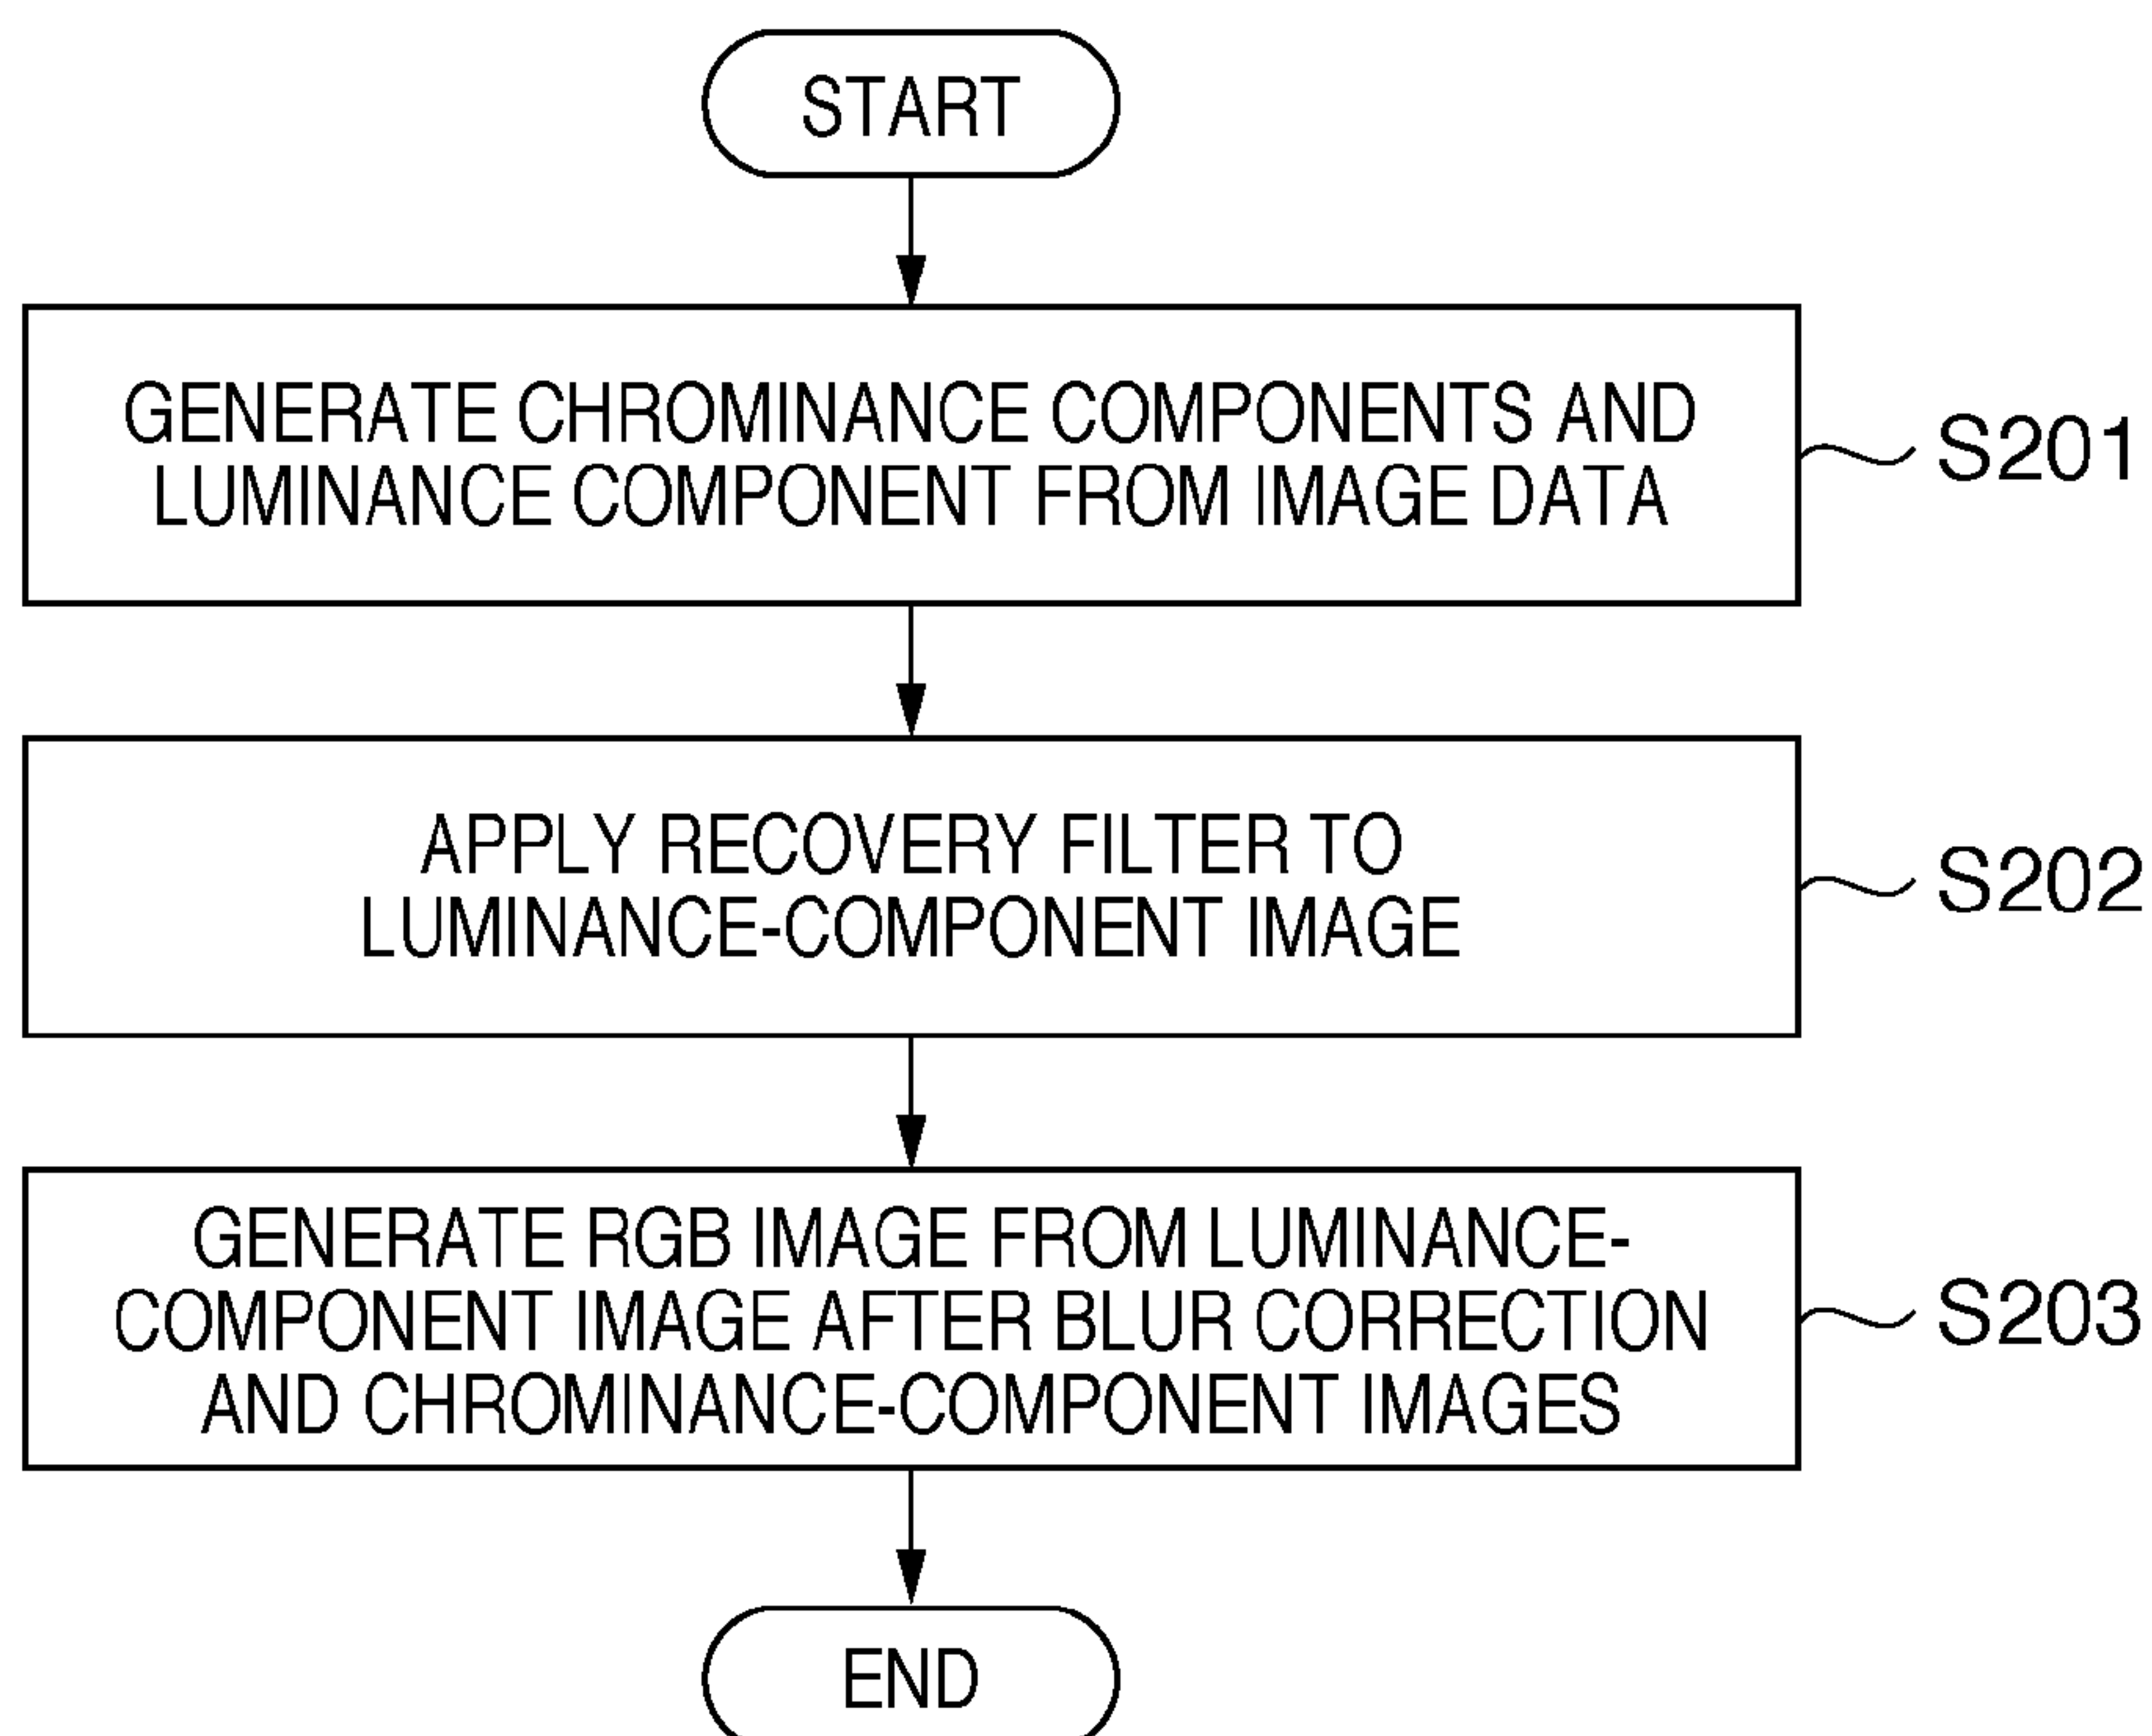 START
GENERATE CHROMINANCE COMPONENTS AND
LUMINANCE COMPONENT FROM IMAGE DATA
S201
APPLY RECOVERY FILTER TO
LUMINANCE-COMPONENT IMAGE
S202
GENERATE RGB IMAGE FROM LUMINANCE-
COMPONENT IMAGE AFTER BLUR CORRECTION
AND CHROMINANCE-COMPONENT IMAGES
S203
END